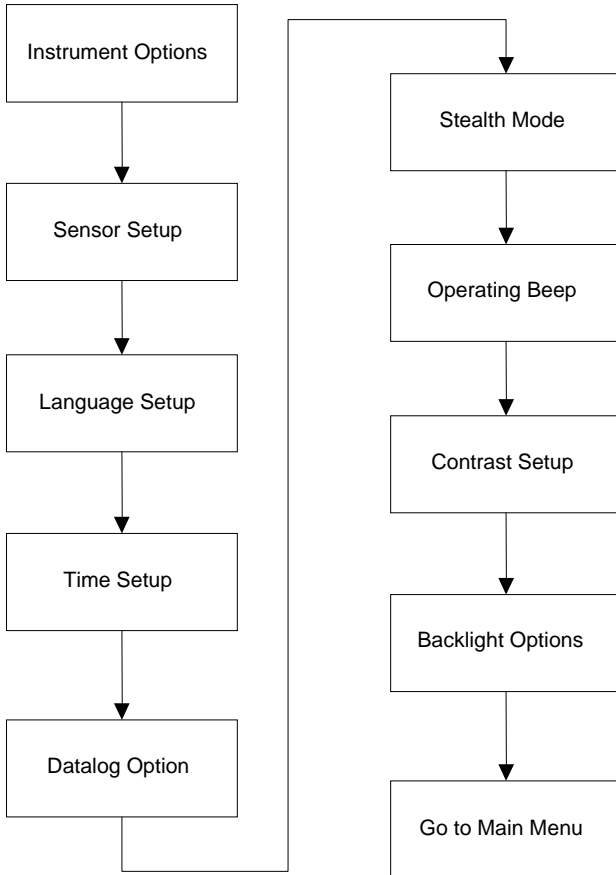 Instrument Options
Sensor Setup
Language Setup
Time Setup
Datalog Option
Stealth Mode
Operating Beep
Contrast Setup
Backlight Options
Go to Main Menu